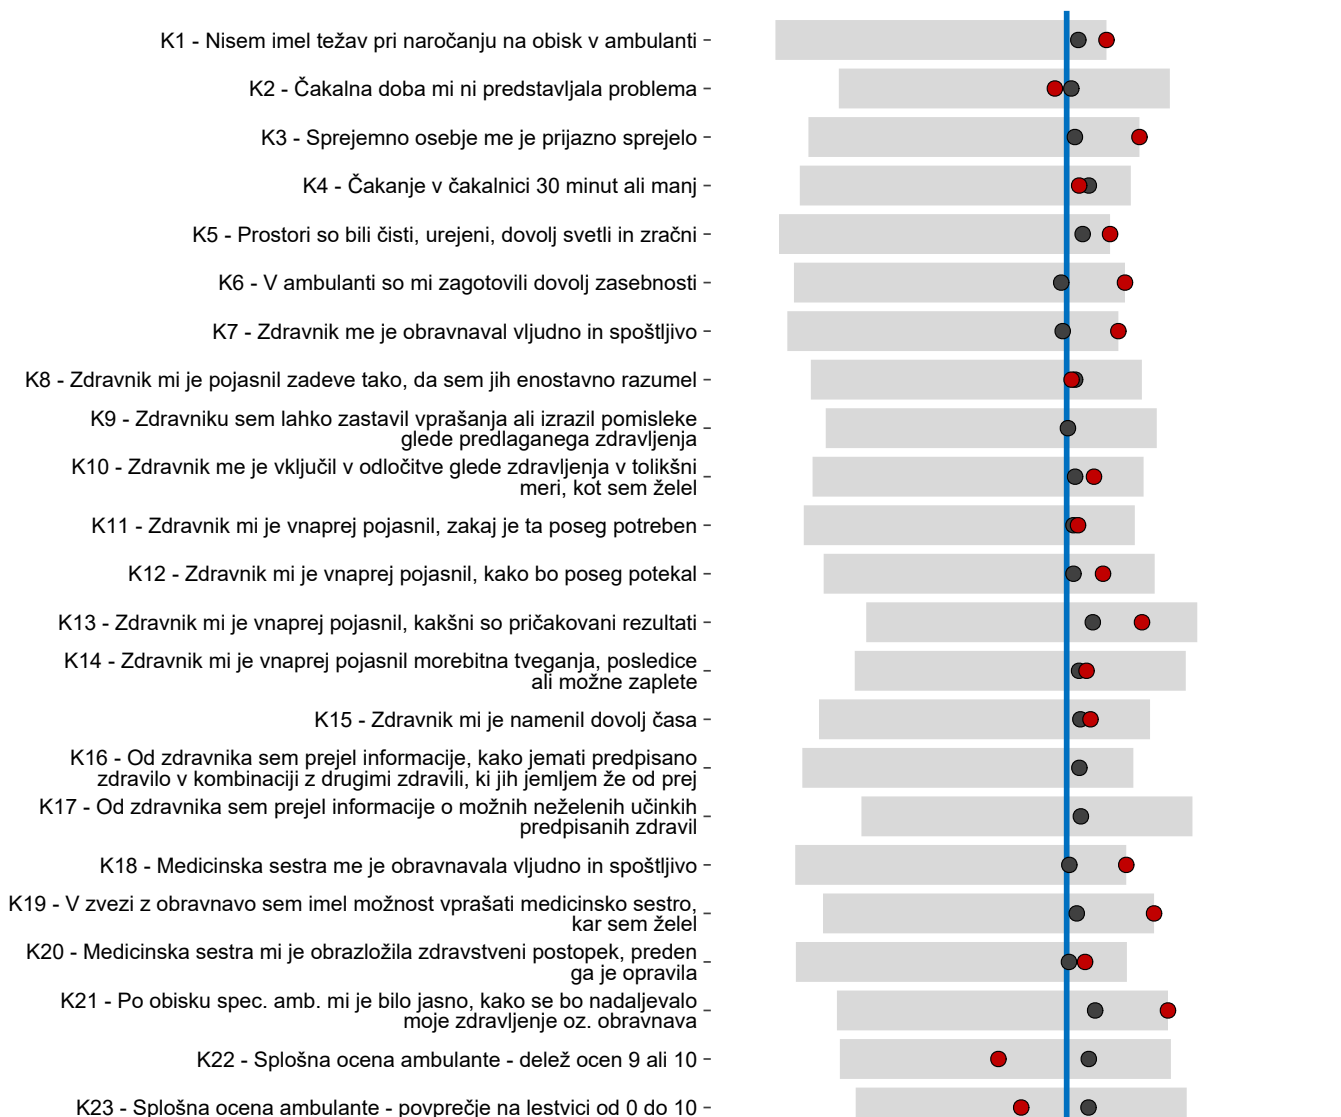 K1 - Nisem imel težav pri naročanju na obisk v ambulanti
K2 - Čakalna doba mi ni predstavljala problema
K3 - Sprejemno osebje me je prijazno sprejelo
K4 - Čakanje v čakalnici 30 minut ali manj
K5 - Prostori so bili čisti, urejeni, dovolj svetli in zračni
K6 - V ambulanti so mi zagotovili dovolj zasebnosti
K7 - Zdravnik me je obravnaval vljudno in spoštljivo
K8 - Zdravnik mi je pojasnil zadeve tako, da sem jih enostavno razumel
K9 - Zdravniku sem lahko zastavil vprašanja ali izrazil pomisleke
glede predlaganega zdravljenja
K10 - Zdravnik me je vključil v odločitve glede zdravljenja v tolikšni
meri, kot sem želel
K11 - Zdravnik mi je vnaprej pojasnil, zakaj je ta poseg potreben
K12 - Zdravnik mi je vnaprej pojasnil, kako bo poseg potekal
K13 - Zdravnik mi je vnaprej pojasnil, kakšni so pričakovani rezultati
K14 - Zdravnik mi je vnaprej pojasnil morebitna tveganja, posledice
ali možne zaplete
K15 - Zdravnik mi je namenil dovolj časa
K16 - Od zdravnika sem prejel informacije, kako jemati predpisano
zdravilo v kombinaciji z drugimi zdravili, ki jih jemljem že od prej
K17 - Od zdravnika sem prejel informacije o možnih neželenih učinkih
predpisanih zdravil
K18 - Medicinska sestra me je obravnavala vljudno in spoštljivo
K19 - V zvezi z obravnavo sem imel možnost vprašati medicinsko sestro,
kar sem želel
K20 - Medicinska sestra mi je obrazložila zdravstveni postopek, preden
ga je opravila
K21 - Po obisku spec. amb. mi je bilo jasno, kako se bo nadaljevalo
moje zdravljenje oz. obravnava
K22 - Splošna ocena ambulante - delež ocen 9 ali 10
K23 - Splošna ocena ambulante - povprečje na lestvici od 0 do 10